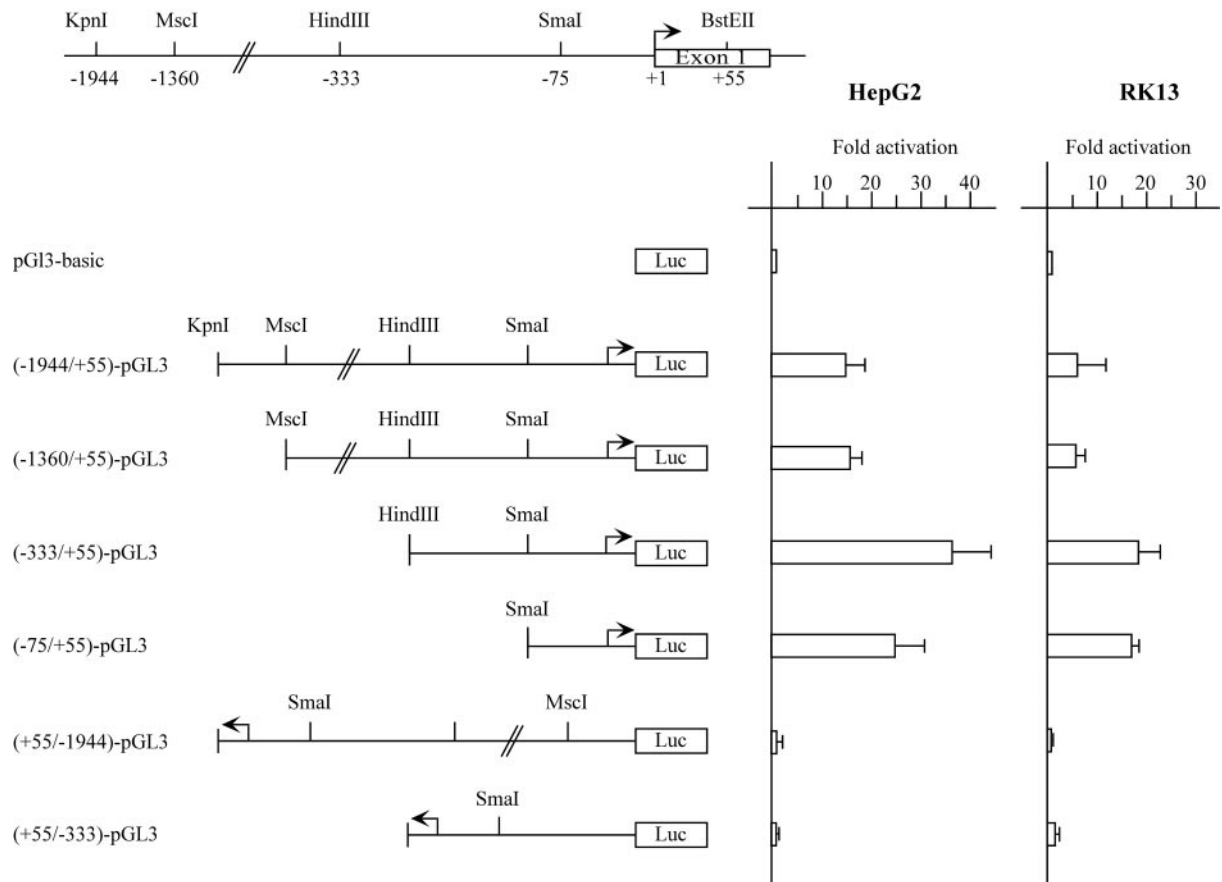 KpnI MscI HindIII SmaI BstEII
Exon 1
-1944 -1360 -333 -75 +1 +55
HepG2 RK13
Fold activation Fold activation
10 20 30 40 10 20 30
pGl3-basic Luc
KpnI MscI HindIII SmaI
(-1944/+55)-pGL3 Luc
MscI HindIII SmaI
(-1360/+55)-pGL3 Luc
HindIII SmaI
(-333/+55)-pGL3 Luc
SmaI
(-75/+55)-pGL3 Luc
SmaI MscI
(+55/-1944)-pGL3 Luc
SmaI
(+55/-333)-pGL3 Luc